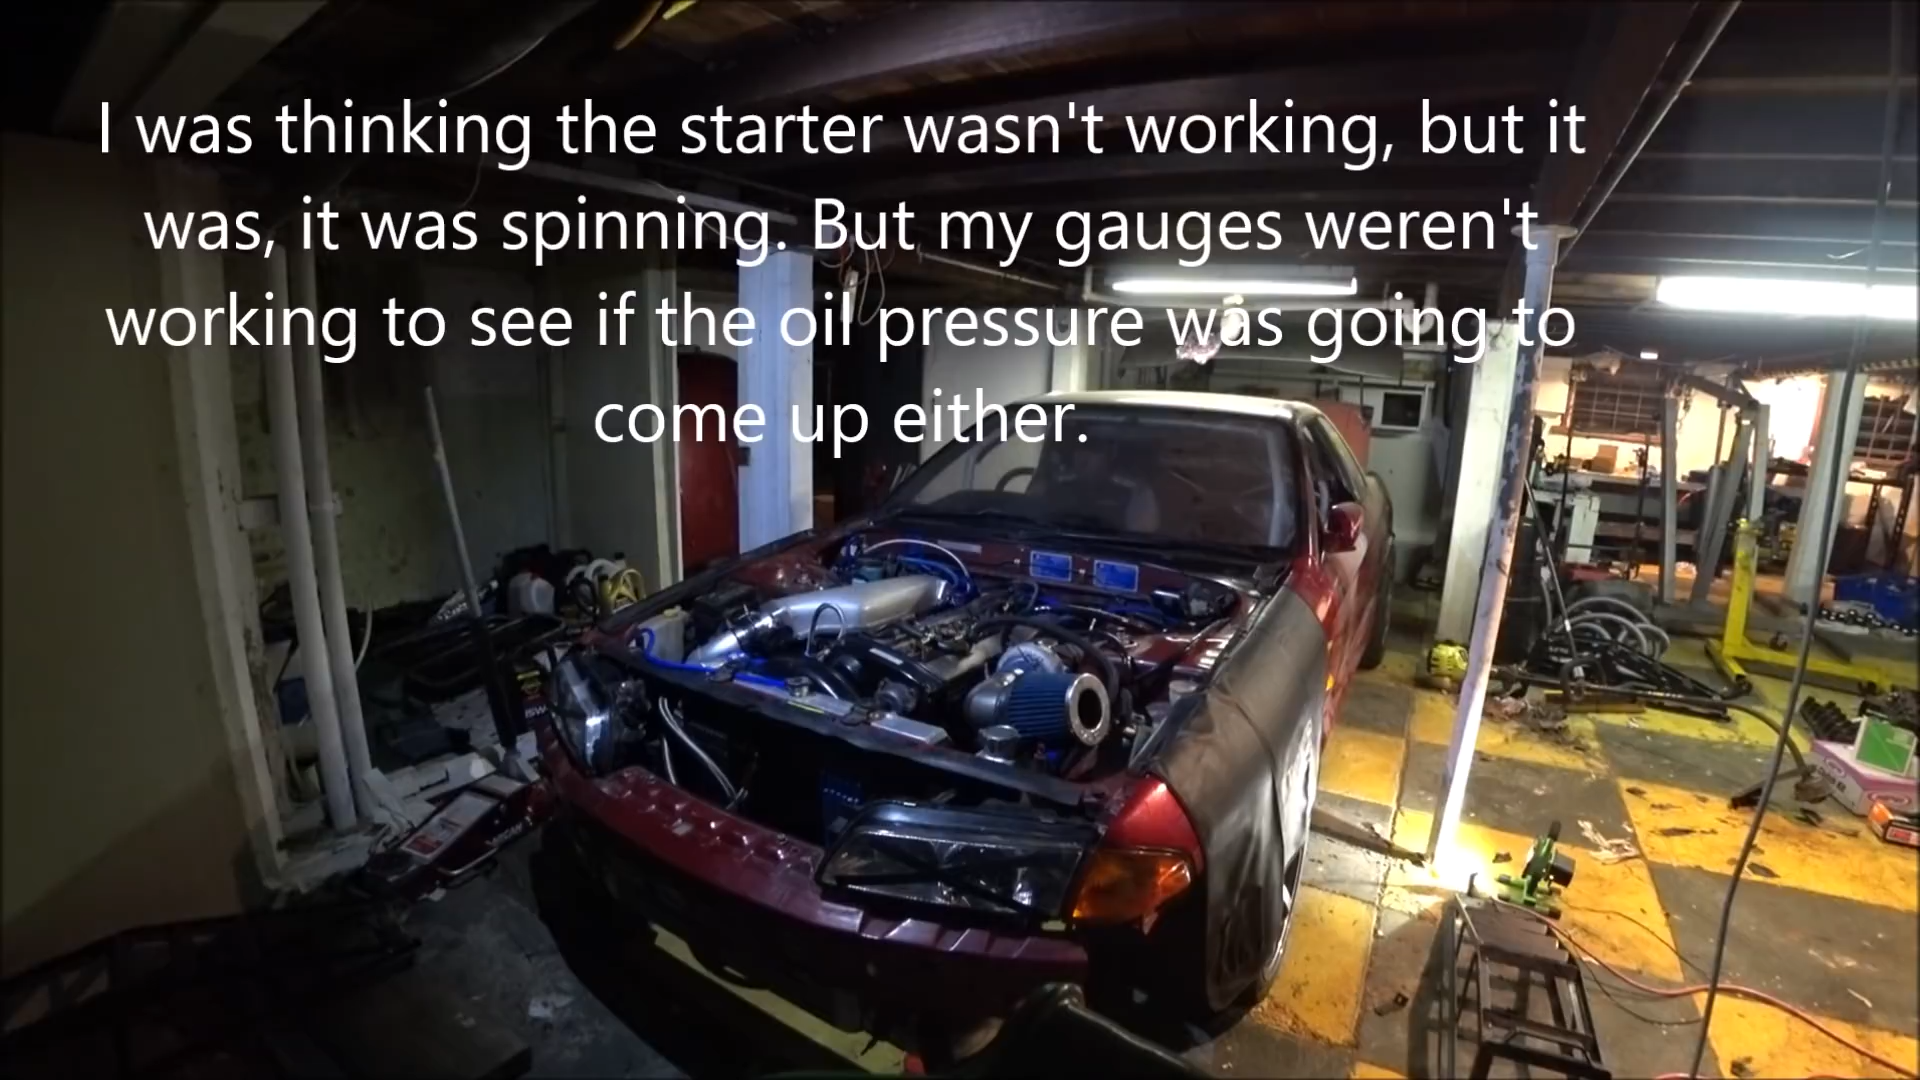 I was thinking the starter wasn't working, but it
was, it was spinning. But my gauges weren't
working to see if the oil pressure was going to
come up either.